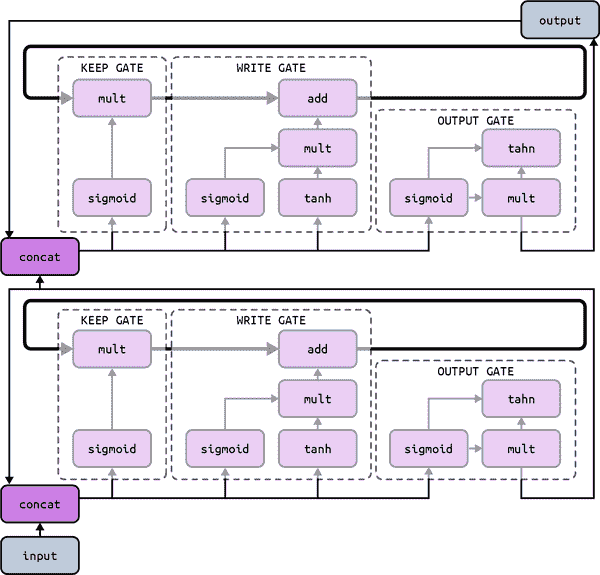 output
KEEP GATE
WRITE GATE
mult
add
OUTPUT GATE
mult
tahn
sigmoid
sigmoid
tanh
sigmoid
mult
concat
KEEP GATE
WRITE GATE
mult
add
OUTPUT GATE
mult
tahn
sigmoid
sigmoid
tanh
sigmoid
mult
concat
input